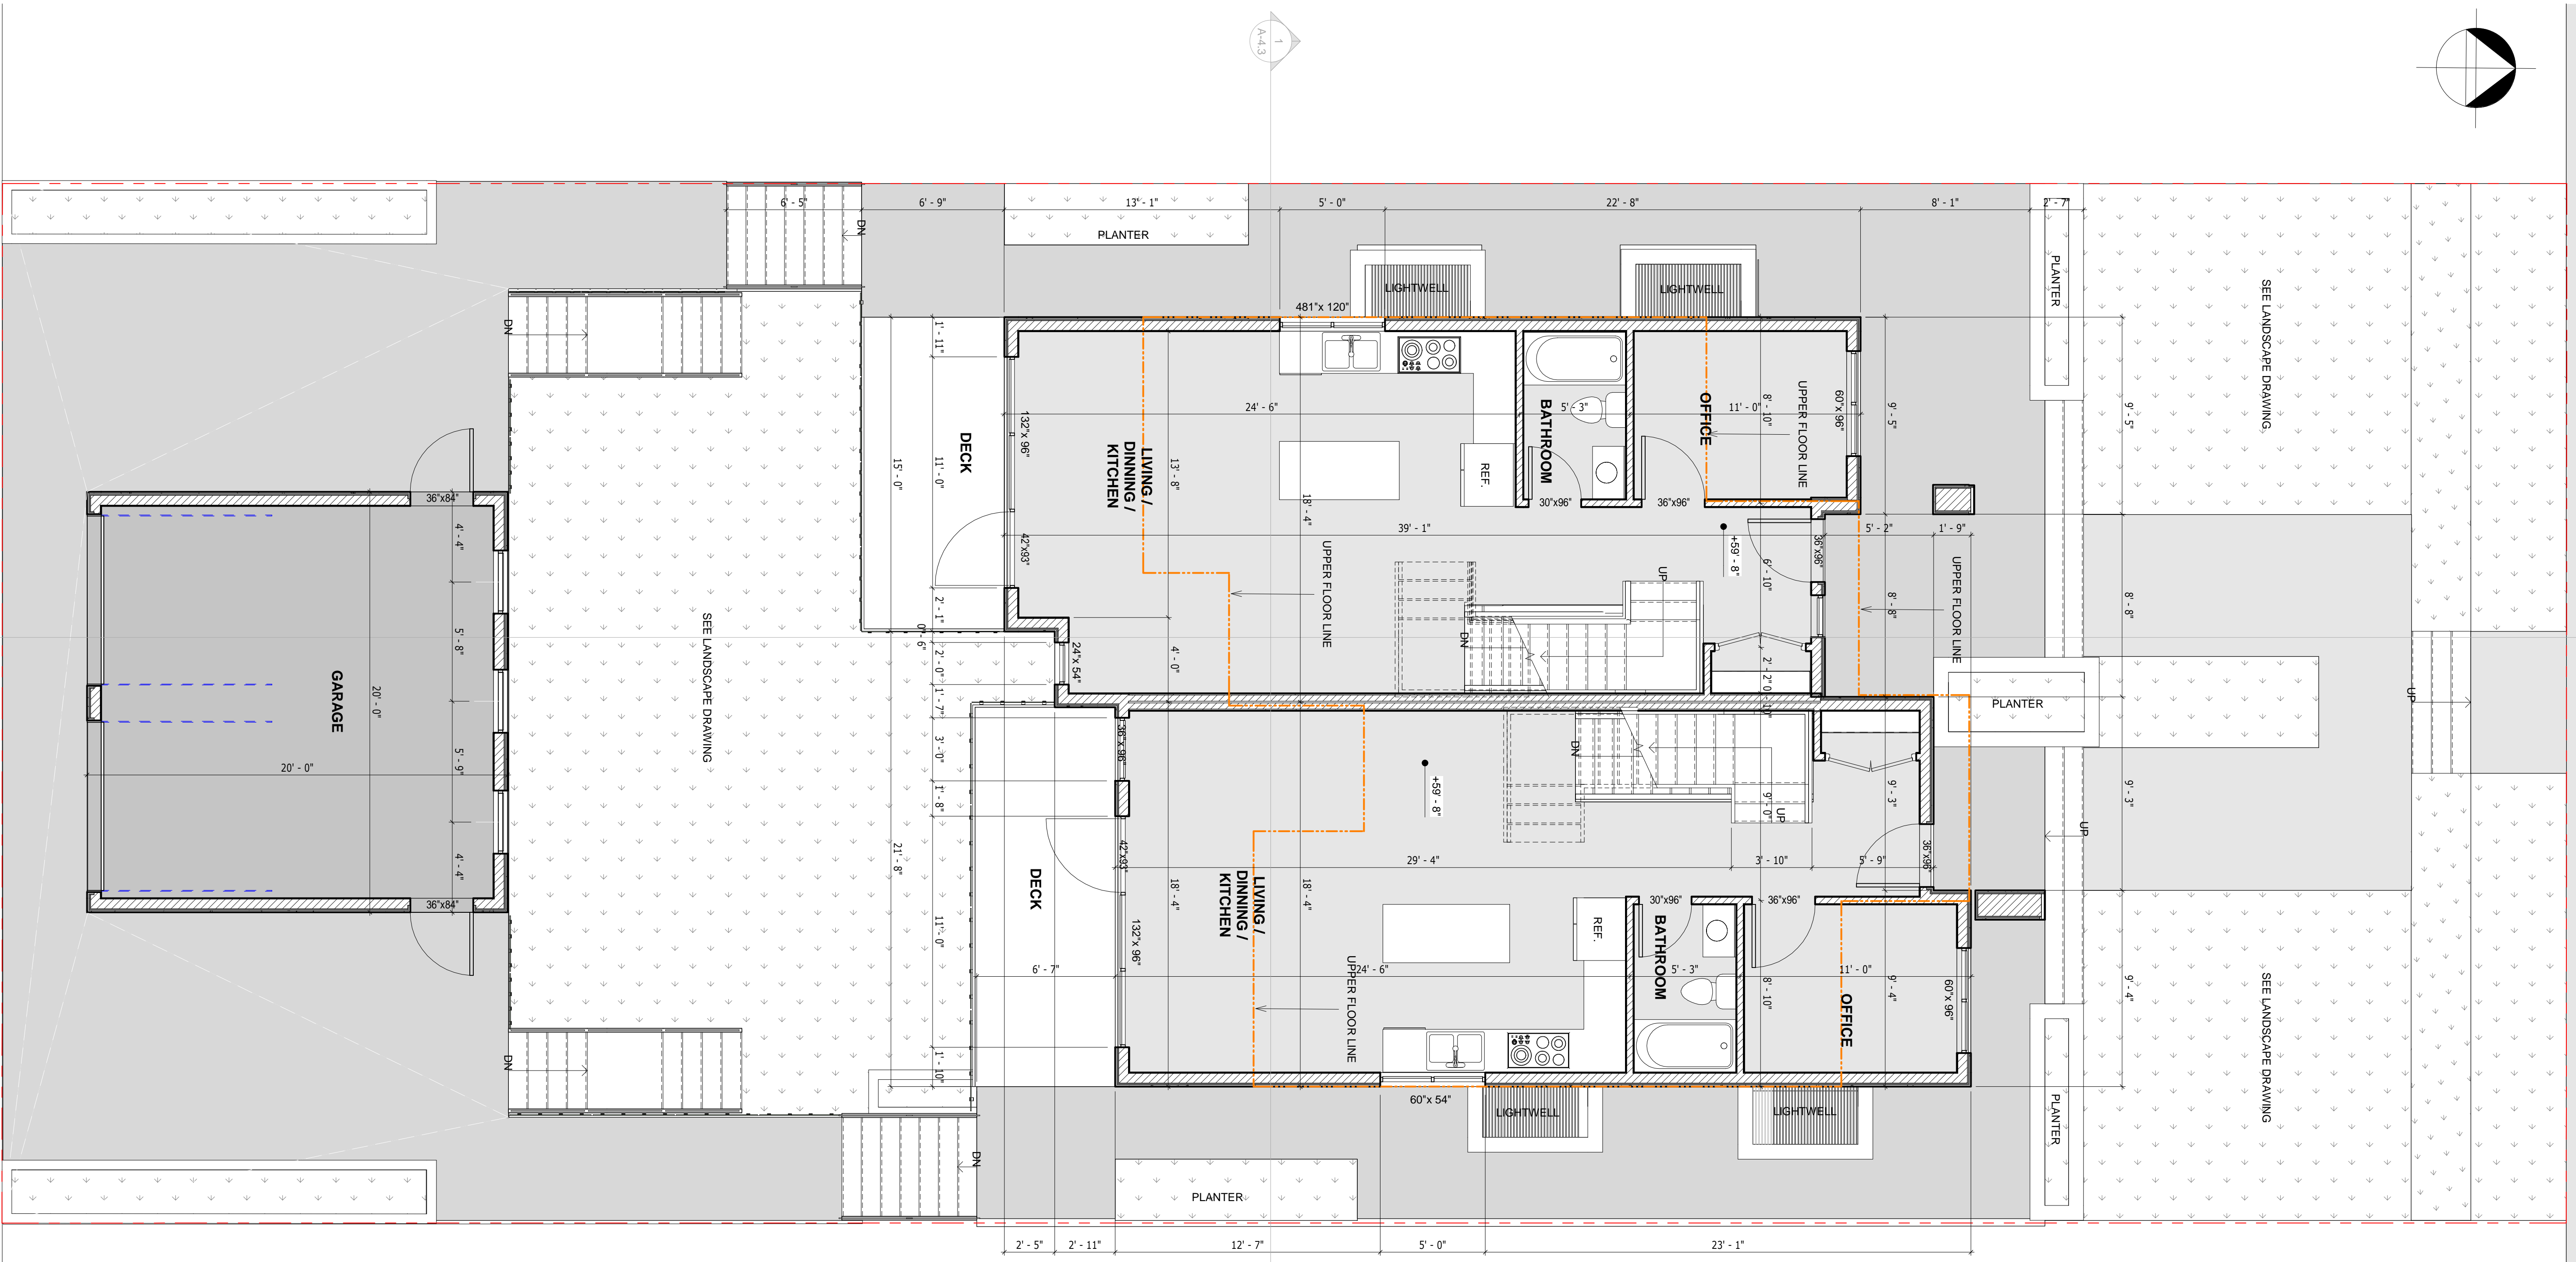 1
A-4.3
6' - 5"
6' - 9"
13' - 1"
5' - 0"
22' - 8"
8' - 1"
2' - 7"
DN
PLANTER
PLANTER
LIGHTWELL
LIGHTWELL
481"x 120"
DN
1' - 11"
132"x 96"
24' - 6"
BATHROOM
5' - 3"
OFFICE
11' - 0"
8' - 10"
UPPER FLOOR LINE
60"x 96"
9' - 5"
9' - 5"
SEE LANDSCAPE DRAWING
DECK
15' - 0"
11' - 0"
LIVING /
DINNING /
KITCHEN
13' - 8"
REF.
18' - 4"
30"x96"
36"x96"
36"x84"
4' - 4"
42"x93"
39' - 1"
+59' - 8"
36"x96"
5' - 2"
1' - 9"
UPPER FLOOR LINE
UP
6' - 10"
UPPER FLOOR LINE
8' - 8"
8' - 8"
2' - 1"
0' - 6"
5' - 8"
SEE LANDSCAPE DRAWING
2' - 0"
24"x 54"
4' - 0"
DN
2' - 2"
0' - 10"
GARAGE
20' - 0"
1' - 7"
PLANTER
UP
20' - 0"
5' - 9"
3' - 0"
36"x 96"
DN
1' - 8"
+59' - 8"
9' - 0"
UP
9' - 3"
9' - 3"
UP
21' - 8"
42"x93"
29' - 4"
3' - 10"
5' - 9"
36"x96"
4' - 4"
36"x84"
DECK
11' - 0"
132"x 96"
18' - 4"
LIVING /
DINNING /
KITCHEN
18' - 4"
REF.
30"x96"
36"x96"
BATHROOM
6' - 7"
24' - 6"
5' - 3"
8' - 10"
11' - 0"
9' - 4"
60"x 96"
9' - 4"
OFFICE
UPPER FLOOR LINE
SEE LANDSCAPE DRAWING
DN
1' - 10"
60"x 54"
LIGHTWELL
LIGHTWELL
PLANTER
DN
PLANTER
2' - 5"
2' - 11"
12' - 7"
5' - 0"
23' - 1"